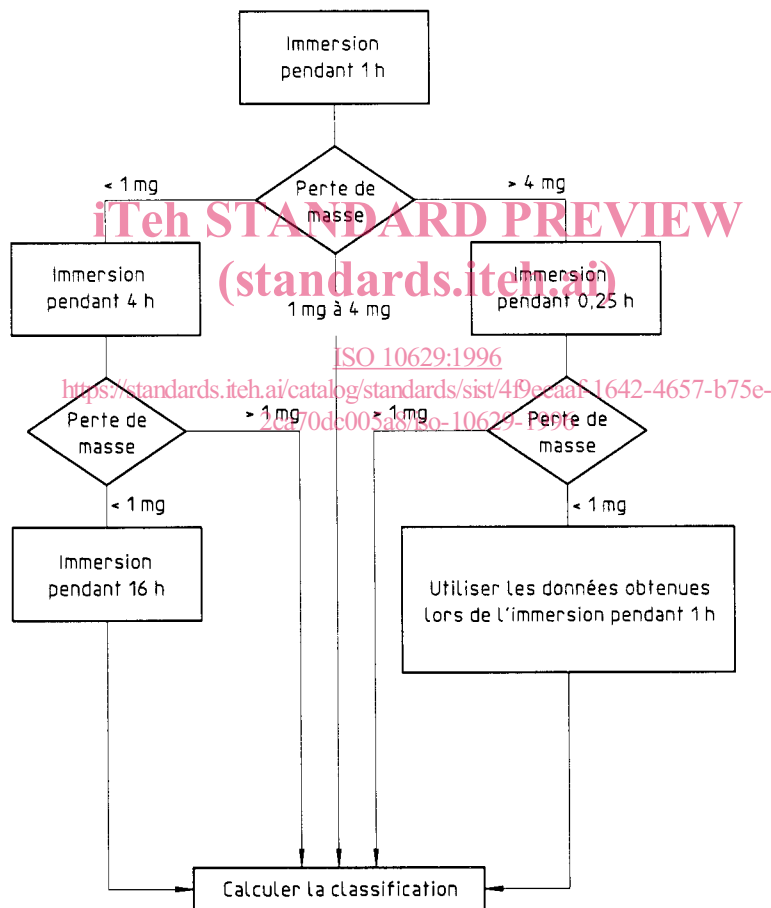 Immersion
pendant 1 h
< 1 mg
Perte de
masse
> 4 mg
iTeh STANDARD PREVIEW
(standards.iteh.ai)
Immersion
pendant 4 h
1 mg à 4 mg
Immersion
pendant 0,25 h
ISO 10629:1996
https://standards.iteh.ai/catalog/standards/sist/4f9ecaaf-1642-4657-b75e-
2ca70dc005a8/iso-10629-1996
Perte de
masse
> 1 mg
> 1 mg
Perte de
masse
< 1 mg
< 1 mg
Immersion
pendant 16 h
Utiliser les données obtenues
lors de l'immersion pendant 1 h
Calculer la classification